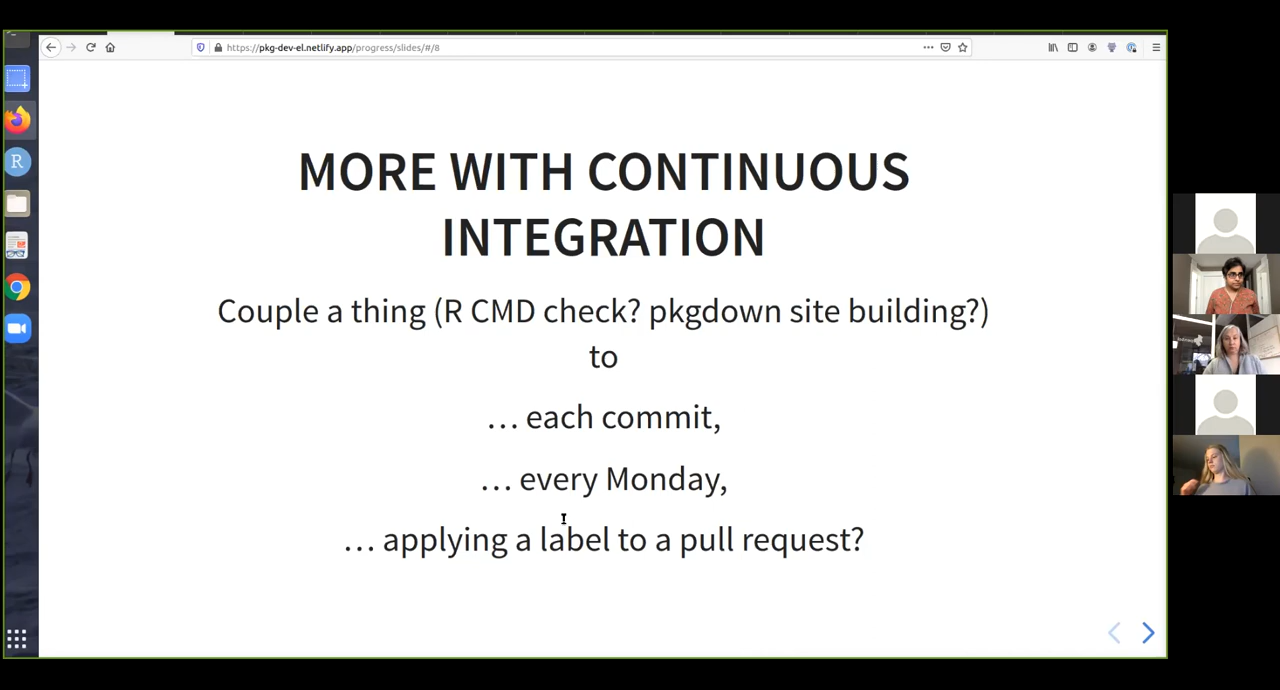 https://pkg-dev-el.netlify.app/progress/slides/#/8
R
MORE WITH CONTINUOUS
INTEGRATION
Couple a thing (R CMD check? pkgdown site building?)
to
… each commit,
… every Monday,
… applying a label to a pull request?